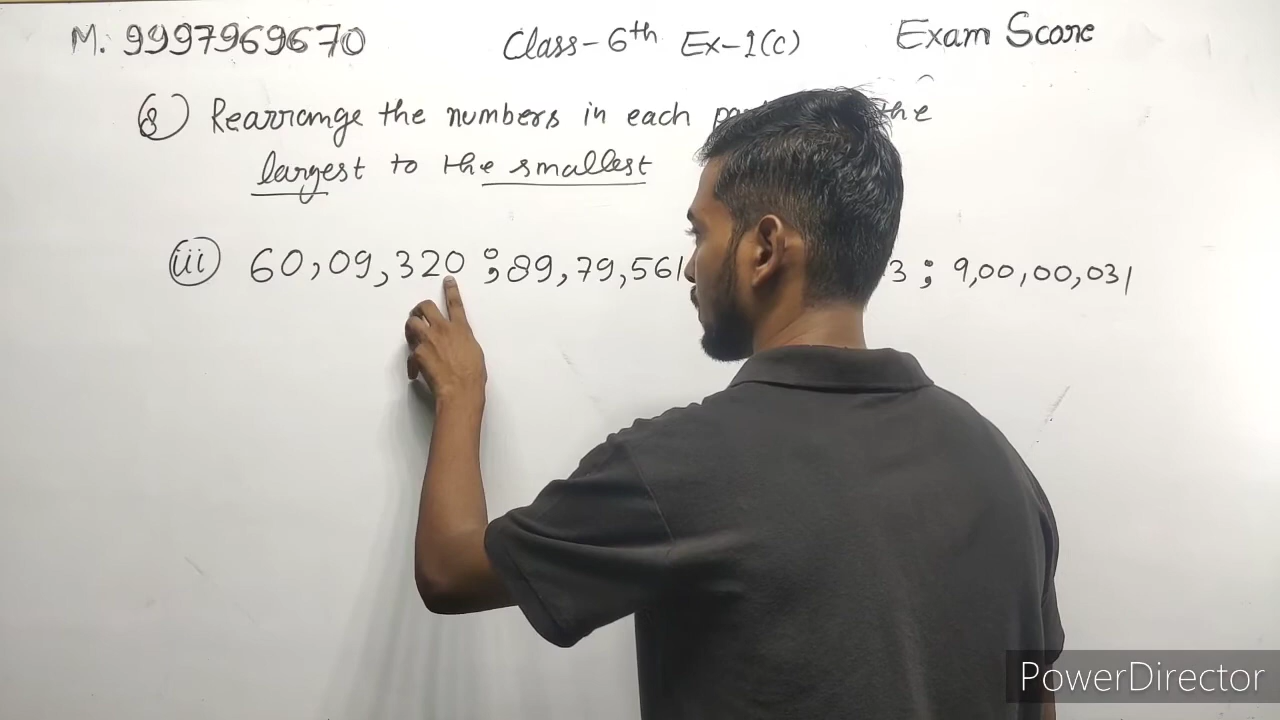 M. 9997969670 Class-6th Ex-1(C) Exam Score
(8) Rearrange the numbers in each the
largest to the smallest
(iii) 60,09,320 ; 89,79,561 3 ; 9,00,00,031
PowerDirector